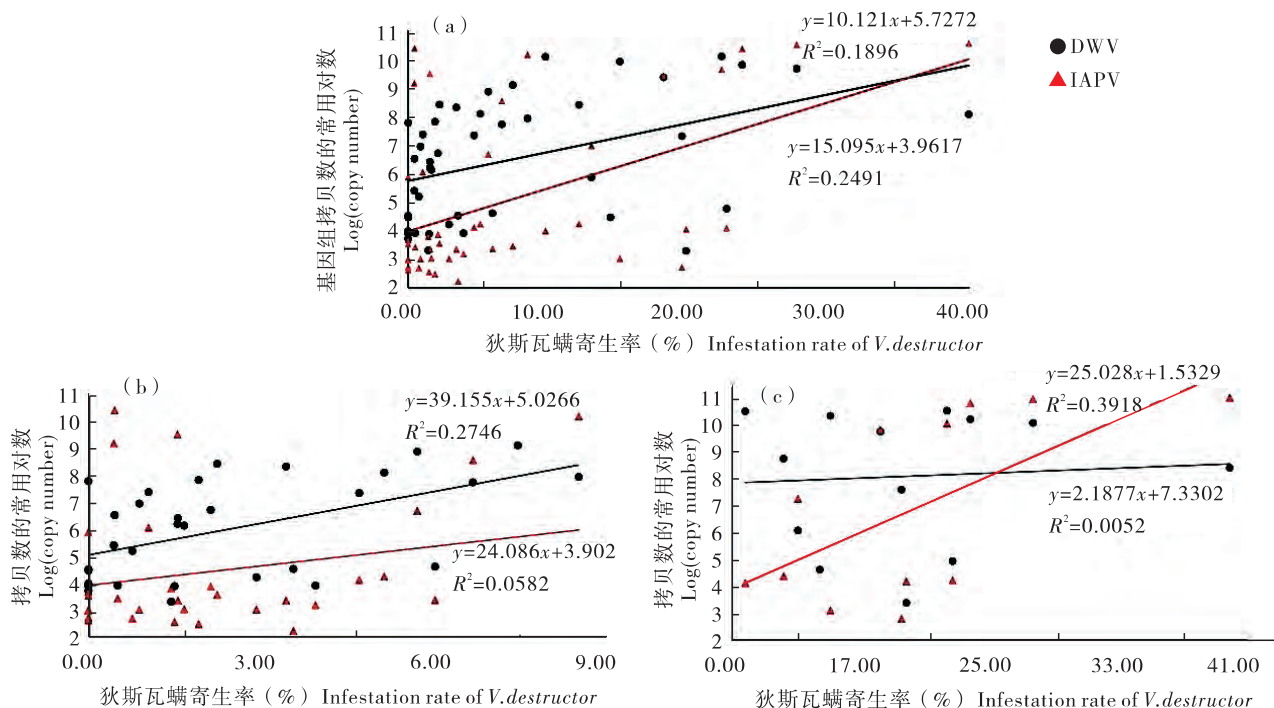 (a)
y=10.121x+5.7272
R²=0.1896
DWV
IAPV
y=15.095x+3.9617
R²=0.2491
基因组拷贝数的常用对数
Log(copy number)
11
10
9
8
7
6
5
4
3
2
0.00 10.00 20.00 30.00 40.00
狄斯瓦螨寄生率（%）Infestation rate of V.destructor
(b)
y=39.155x+5.0266
R²=0.2746
y=24.086x+3.902
R²=0.0582
拷贝数的常用对数
Log(copy number)
11
10
9
8
7
6
5
4
3
2
0.00 3.00 6.00 9.00
狄斯瓦螨寄生率（%）Infestation rate of V.destructor
(c)
y=25.028x+1.5329
R²=0.3918
y=2.1877x+7.3302
R²=0.0052
拷贝数的常用对数
Log(copy number)
11
10
9
8
7
6
5
4
3
2
0.00 17.00 25.00 33.00 41.00
狄斯瓦螨寄生率（%）Infestation rate of V.destructor